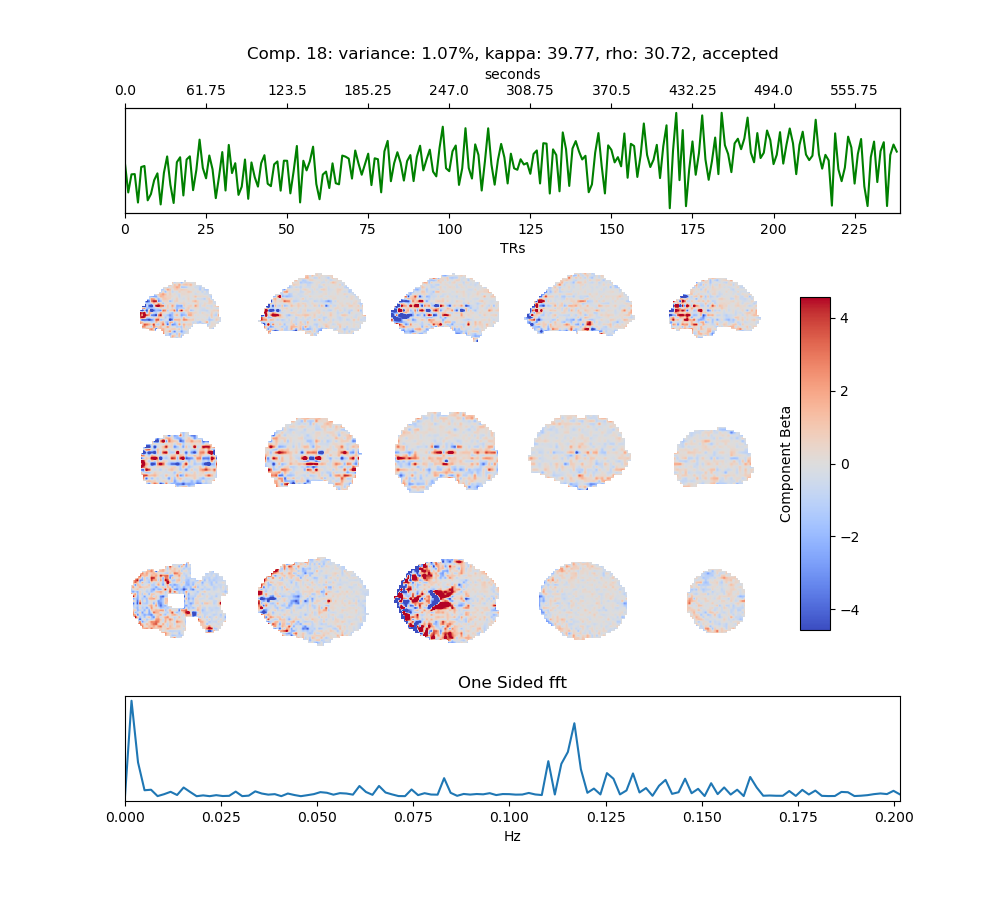 Comp. 18: variance: 1.07%, kappa: 39.77, rho: 30.72, accepted
seconds
0.0 61.75 123.5 185.25 247.0 308.75 370.5 432.25 494.0 555.75
0 25 50 75 100 125 150 175 200 225
TRs
4
2
0
−2
−4
Component Beta
One Sided fft
0.000 0.025 0.050 0.075 0.100 0.125 0.150 0.175 0.200
Hz